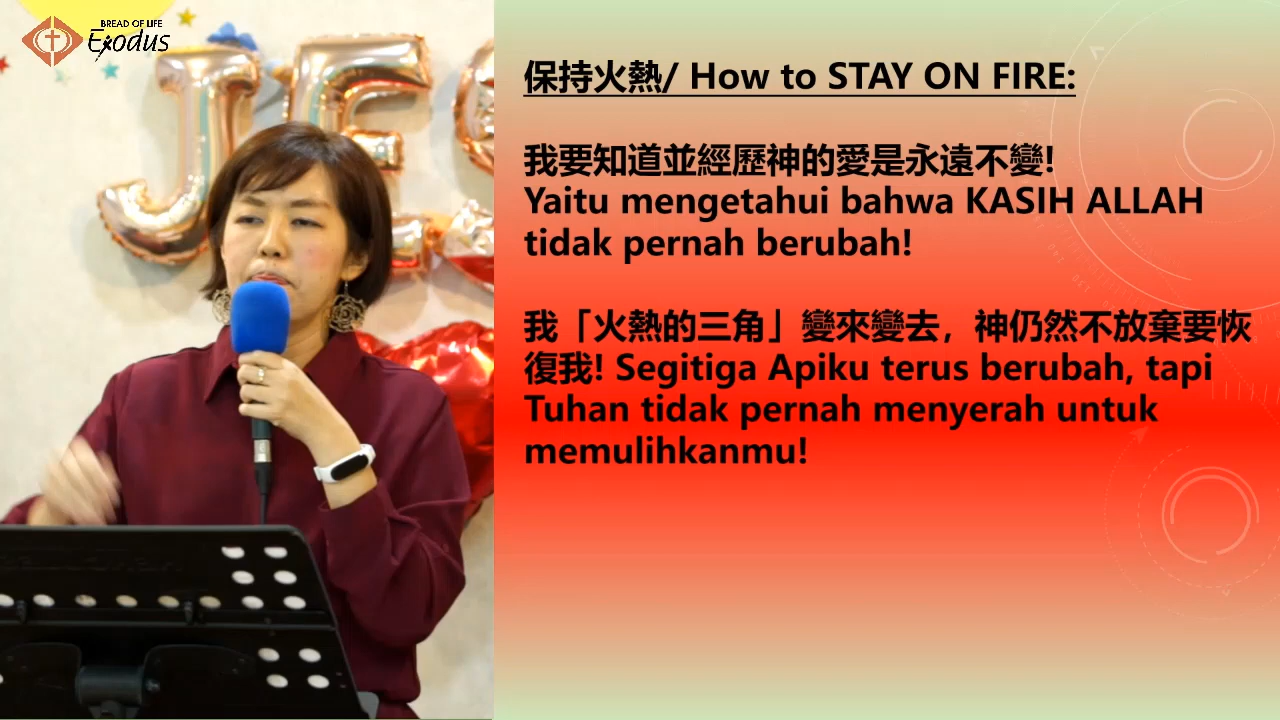 BREAD OF LIFE
Exodus
JES
保持火熱/ How to STAY ON FIRE:
我要知道並經歷神的愛是永遠不變!
Yaitu mengetahui bahwa KASIH ALLAH
tidak pernah berubah!
我「火熱的三角」變來變去，神仍然不放棄要恢
復我! Segitiga Apiku terus berubah, tapi
Tuhan tidak pernah menyerah untuk
memulihkanmu!